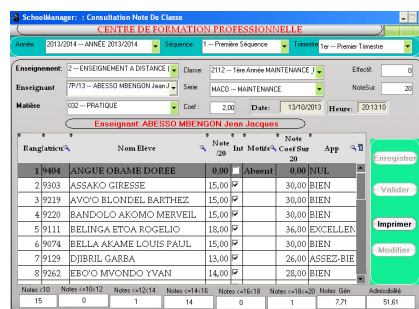 SchoolManager: : Consultation Note De Classe
CENTRE DE FORMATION PROFESSIONNELLE
Année: 2013/2014 --- ANNÉE 2013/2014 Séquence: 1 --- Première Séquence Trimestre 1er --- Premier Trimestre
Enseignement: 2 --- ENSEIGNEMENT A DISTANCE ( Classe: 2112 --- 1ère Année MAINTENANCE_( Effectif: 0
Enseignant 7P/13 --- ABESSO MBENGON Jean J Serie: MACO --- MAINTENANCE NoteSur: 20
Matière 032 --- PRATIQUE Coef : 2,00 Date: 13/10/2013 Heure: 20:13:10
Enseignant: ABESSO MBENGON Jean Jacques
Rang latricu Nom Eleve Note /20 Int Motifs Note Coef Sur 20 App
1 9404 ANGUE OBAME DOREE 0,00 Absent 0,00 NUL
2 9303 ASSAKO GIRESSE 15,00 30,00 BIEN
3 9219 AVO'O BLONDEL BARTHEZ 15,00 30,00 BIEN
4 9220 BANDOLO AKOMO MERVEIL 15,00 30,00 BIEN
5 9111 BELINGA ETOA ROGELIO 18,00 36,00 EXCELLEN
6 9074 BELLA AKAME LOUIS PAUL 15,00 30,00 BIEN
7 9129 DJIBRIL GARBA 13,00 26,00 ASSEZ-BIE
8 9262 EBO'O MVONDO YVAN 14,00 28,00 BIEN
Enregistrer
Valider
Imprimer
Modifier
Notes <10 Notes <=10<12 Notes <=12<14 Notes <=14<16 Notes <=16<18 Notes <=18<=20 Notes Gén. Admissibilité
15 0 1 14 0 1 7,71 51,61